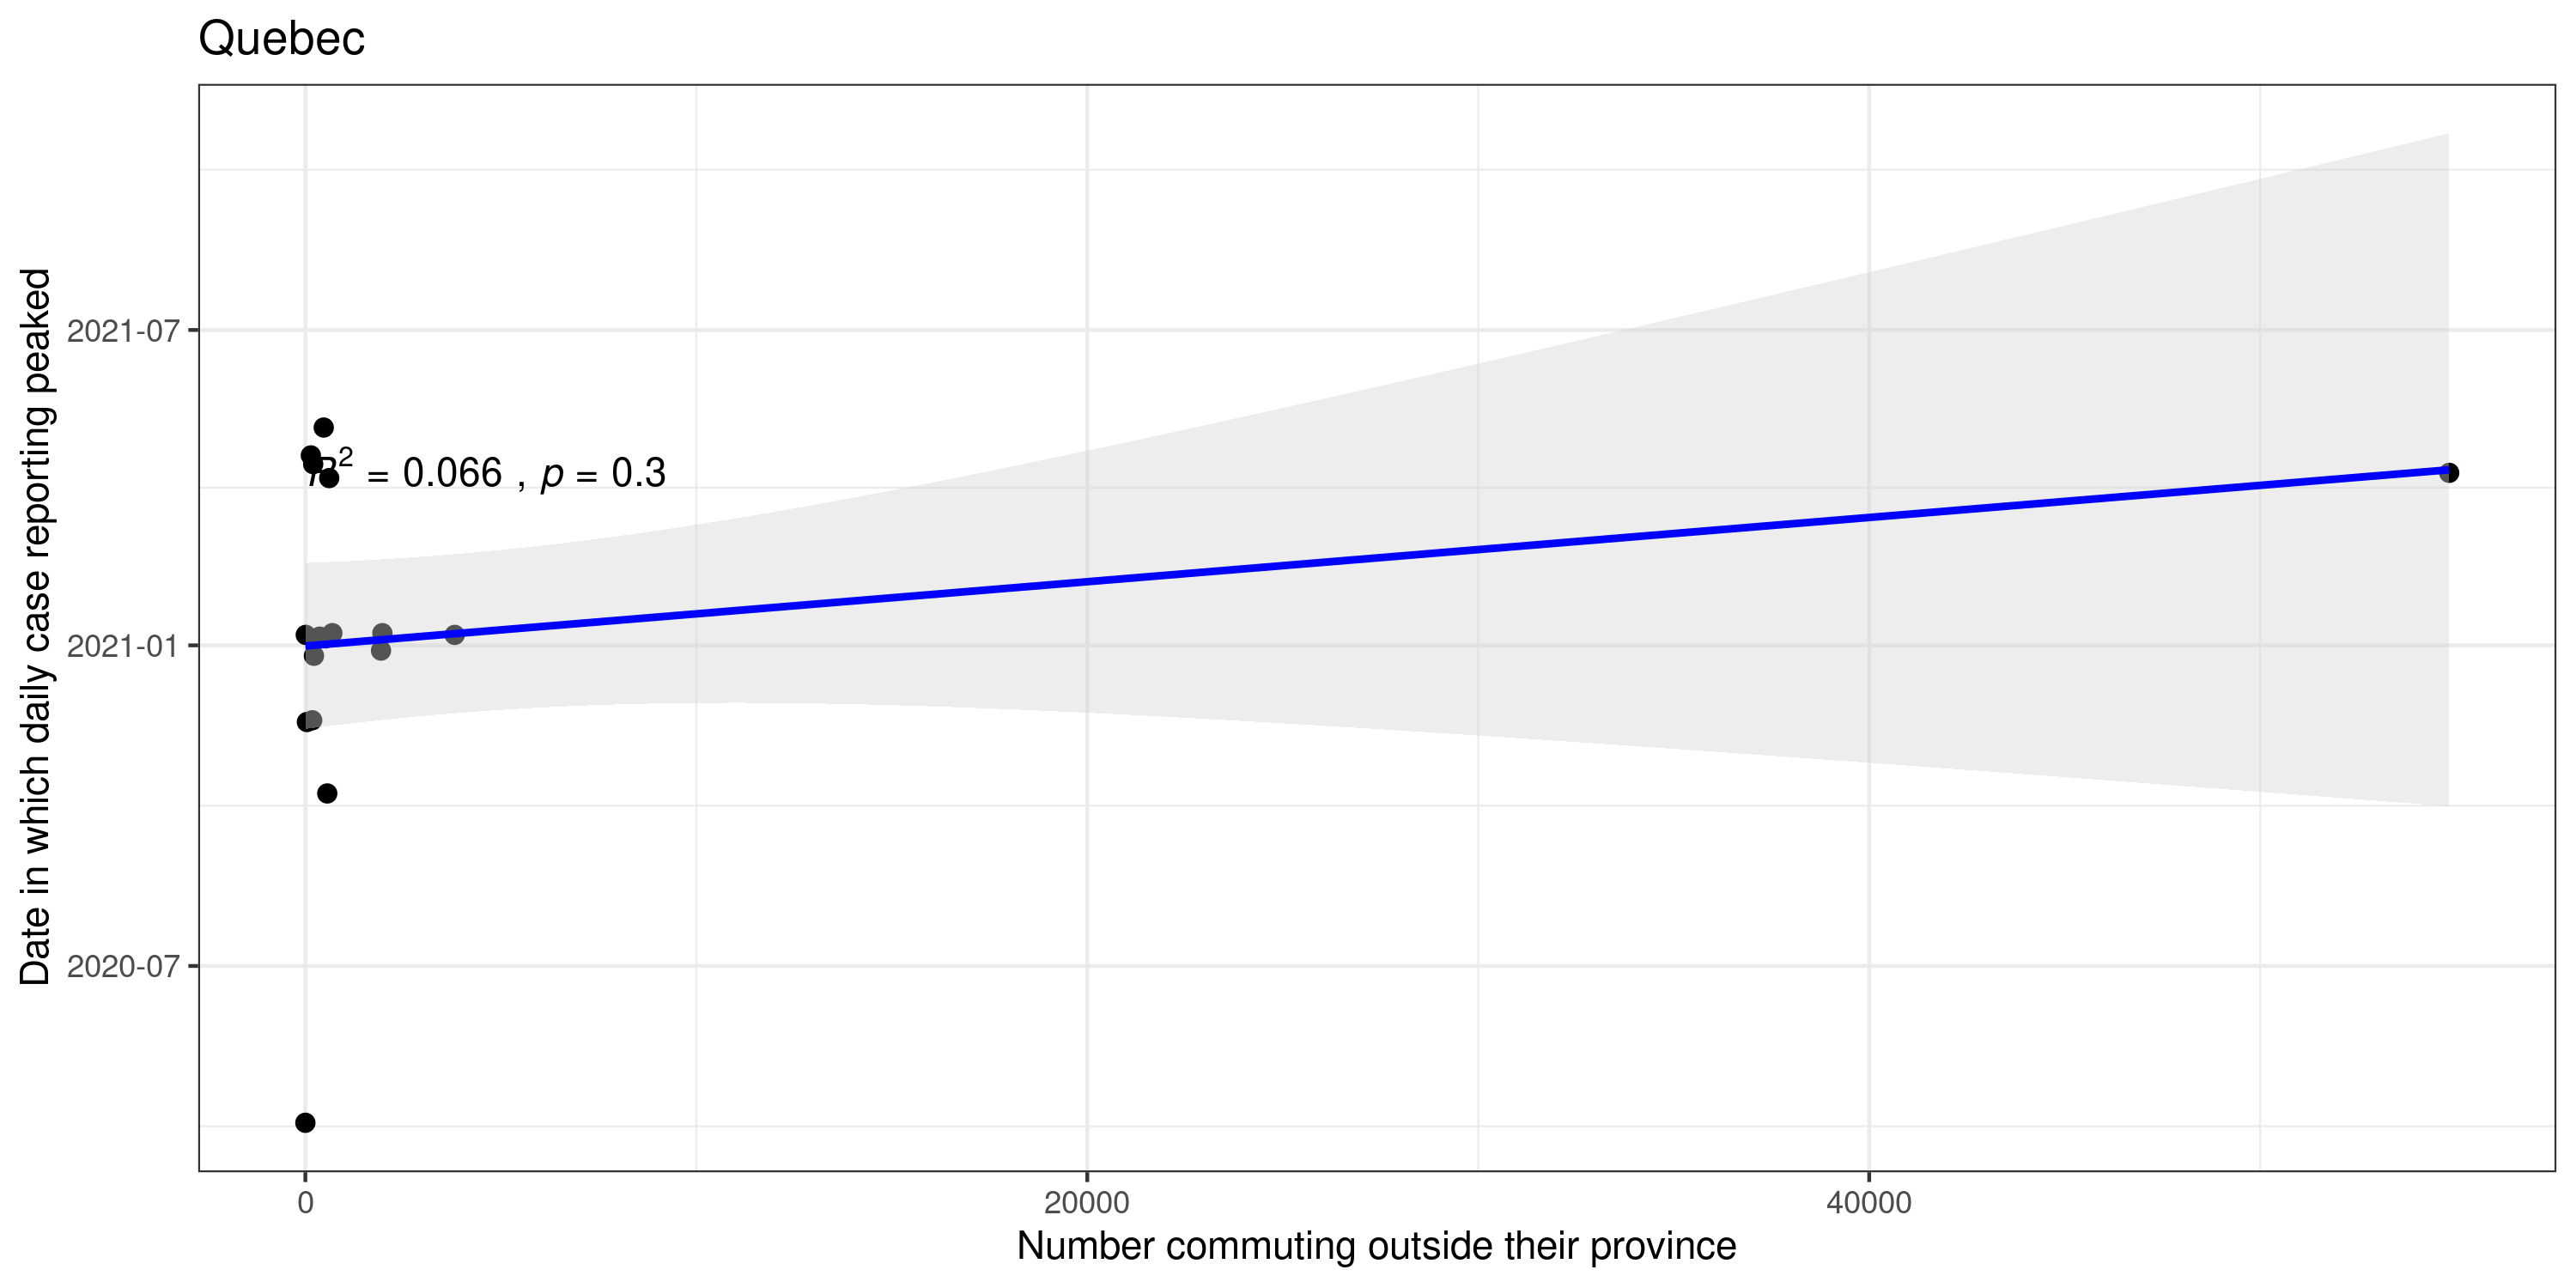 Quebec
Date in which daily case reporting peaked
2021-07
R² = 0.066 , p = 0.3
2021-01
2020-07
0 20000 40000
Number commuting outside their province